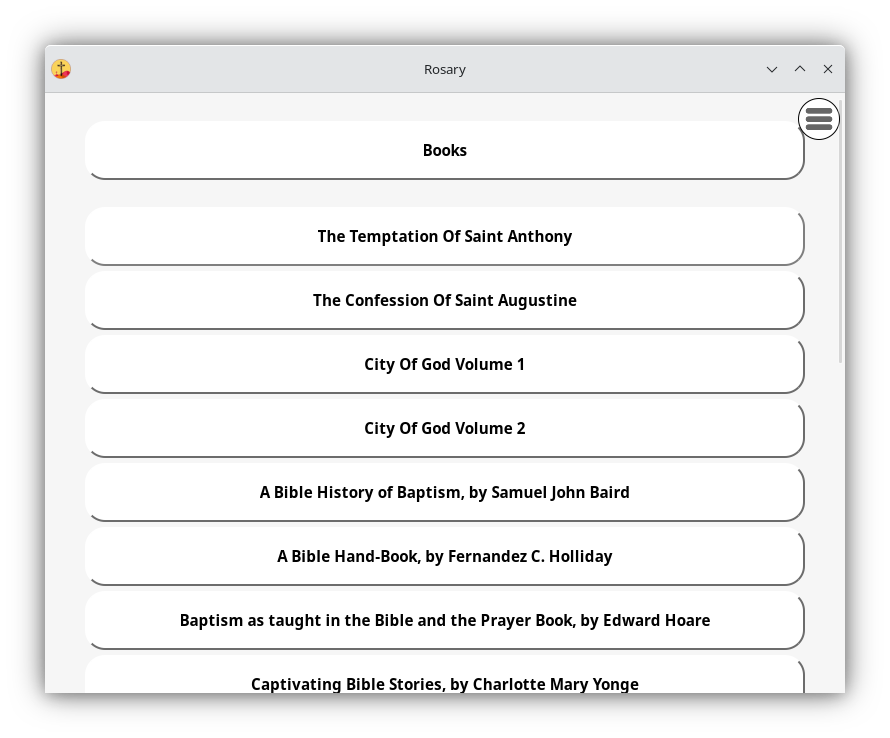 Rosary
Books
The Temptation Of Saint Anthony
The Confession Of Saint Augustine
City Of God Volume 1
City Of God Volume 2
A Bible History of Baptism, by Samuel John Baird
A Bible Hand-Book, by Fernandez C. Holliday
Baptism as taught in the Bible and the Prayer Book, by Edward Hoare
Captivating Bible Stories, by Charlotte Mary Yonge